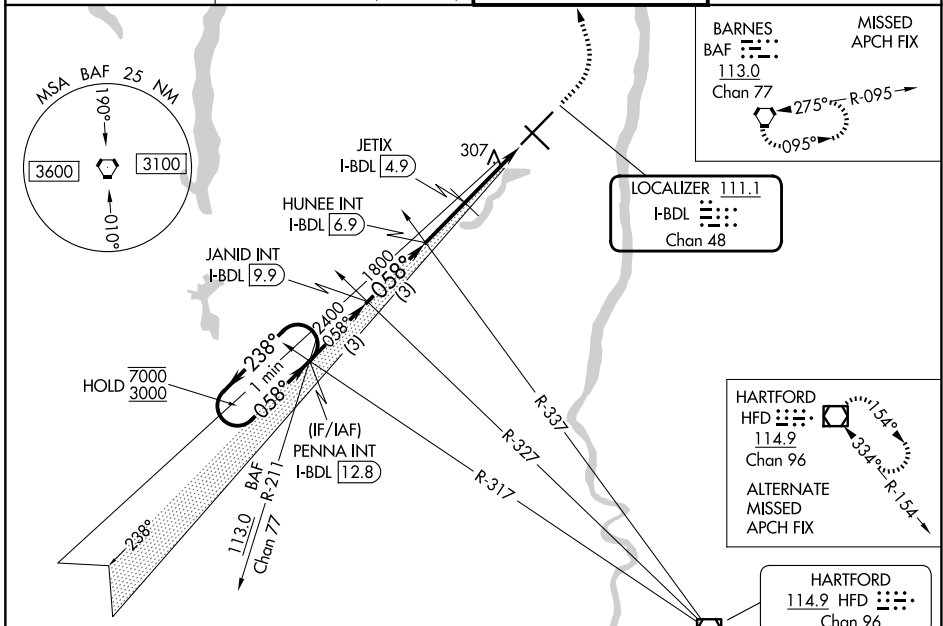 MSA BAF 25 NM
190°
3600
3100
010°
BARNES
BAF
113.0
Chan 77
MISSED
APCH FIX
275°
R-095
095°
JETIX
I-BDL 4.9
307
HUNEE INT
I-BDL 6.9
LOCALIZER 111.1
I-BDL
Chan 48
JANID INT
I-BDL 9.9
1800
058°
(3)
2400
058°
(3)
238°
1 min
058°
HOLD 7000
3000
(IF/IAF)
PENNA INT
I-BDL 12.8
BAF
R-211
113.0
Chan 77
238°
R-337
R-327
R-317
HARTFORD
HFD
114.9
Chan 96
154°
334°
R-154
ALTERNATE
MISSED
APCH FIX
HARTFORD
114.9 HFD
Chan 96